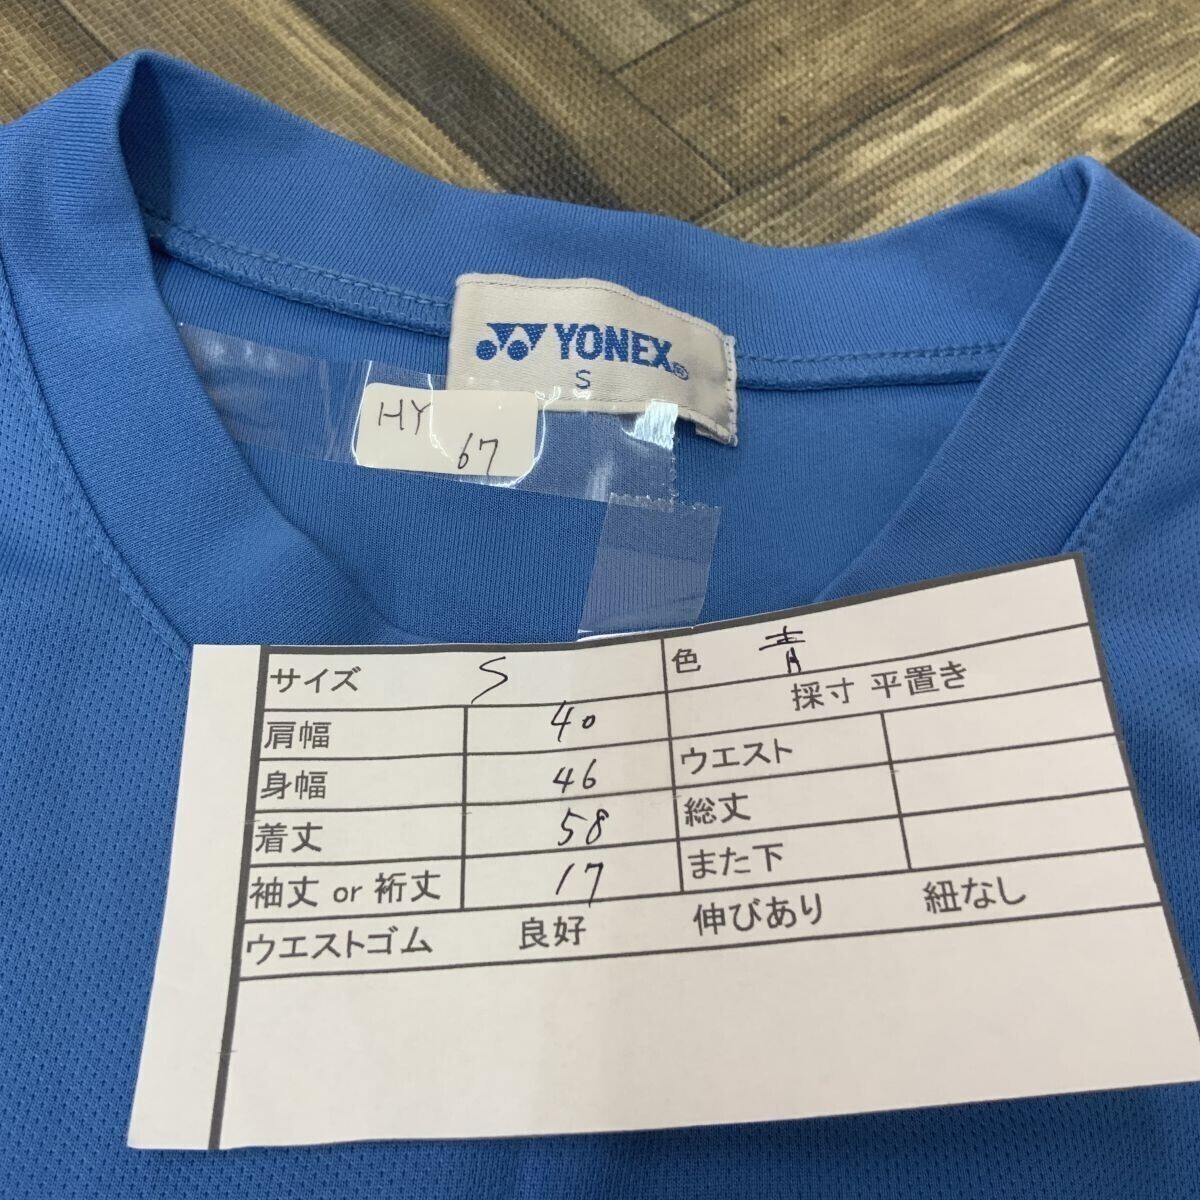 YONEX®
S
HY
67
サイズ S 色 青
肩幅 40 採寸 平置き
身幅 46 ウエスト
着丈 58 総丈
袖丈 or 裄丈 17 また下
ウエストゴム 良好 伸びあり 紐なし